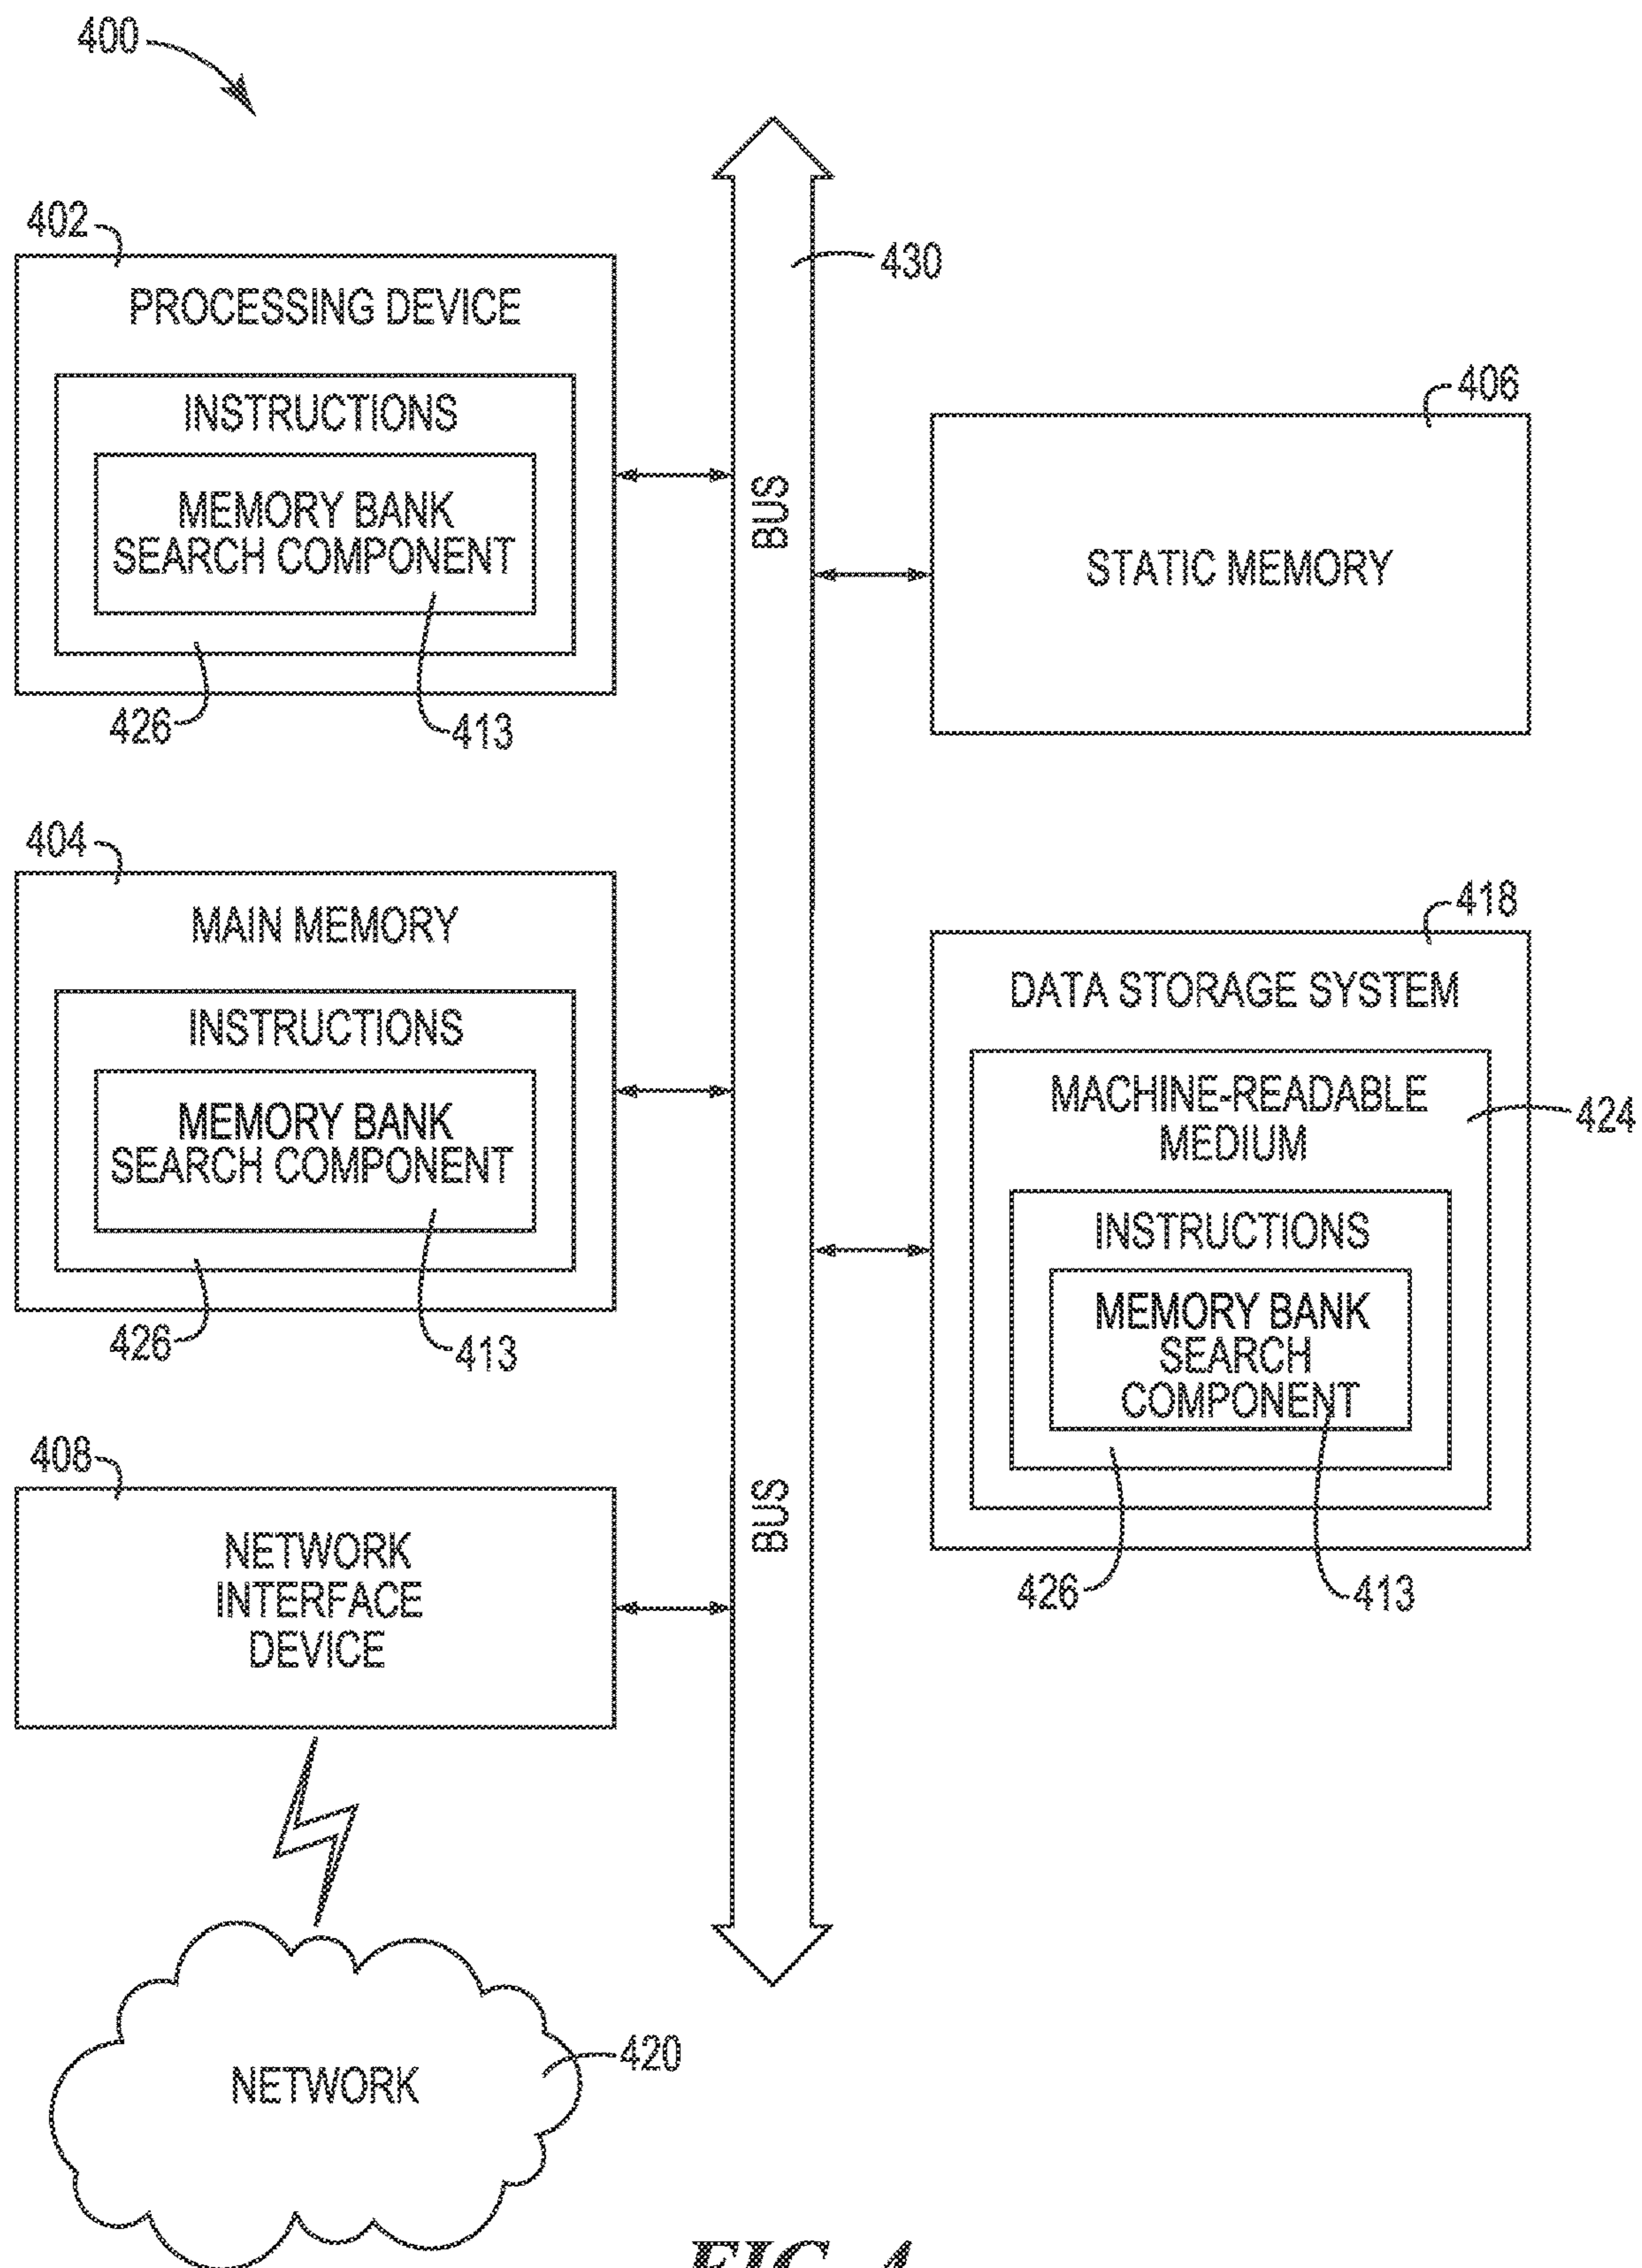 400
402
PROCESSING DEVICE
INSTRUCTIONS
MEMORY BANK
SEARCH COMPONENT
426
413
430
BUS
406
STATIC MEMORY
404
MAIN MEMORY
INSTRUCTIONS
MEMORY BANK
SEARCH COMPONENT
426
413
418
DATA STORAGE SYSTEM
MACHINE-READABLE
MEDIUM
424
INSTRUCTIONS
MEMORY BANK
SEARCH
COMPONENT
426
413
408
NETWORK
INTERFACE
DEVICE
BUS
NETWORK
420
FIG. 4